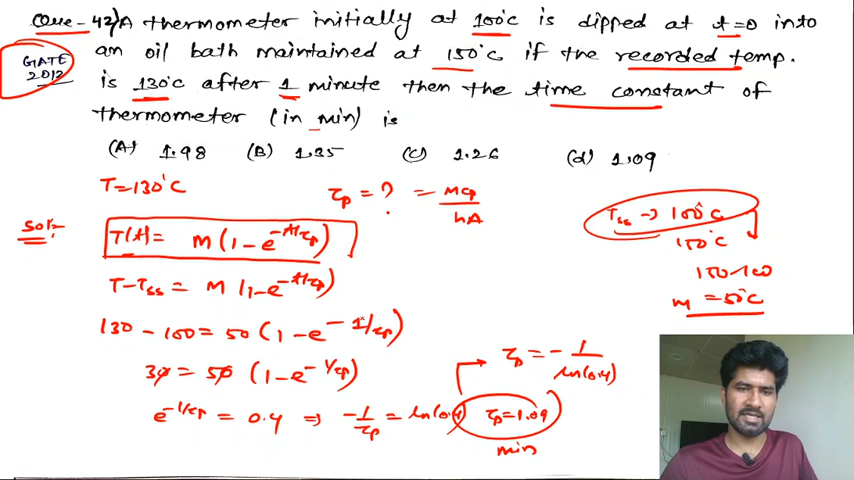 Que-42) A thermometer initially at 100°C is dipped at t=0 into
an oil bath maintained at 150°C if the recorded temp.
is 130°C after 1 minute then the time constant of
thermometer (in min) is
GATE
2012
(A) 1.98 (B) 1.35 (C) 1.26 (d) 1.09
T=130°C
τp = ? = mCp/hA
Tss → 100°C
150°C
150-100
M = 50°C
Sol:-
T(t) = M(1-e^-t/τp)
T-Tss = M(1-e^-t/τp)
130-100 = 50(1-e^-1/τp)
30 = 50 (1-e^-1/τp)
τp = -1/ln(0.4)
e^-1/τp = 0.4 ⇒ -1/τp = ln(0.4) τp=1.09
min